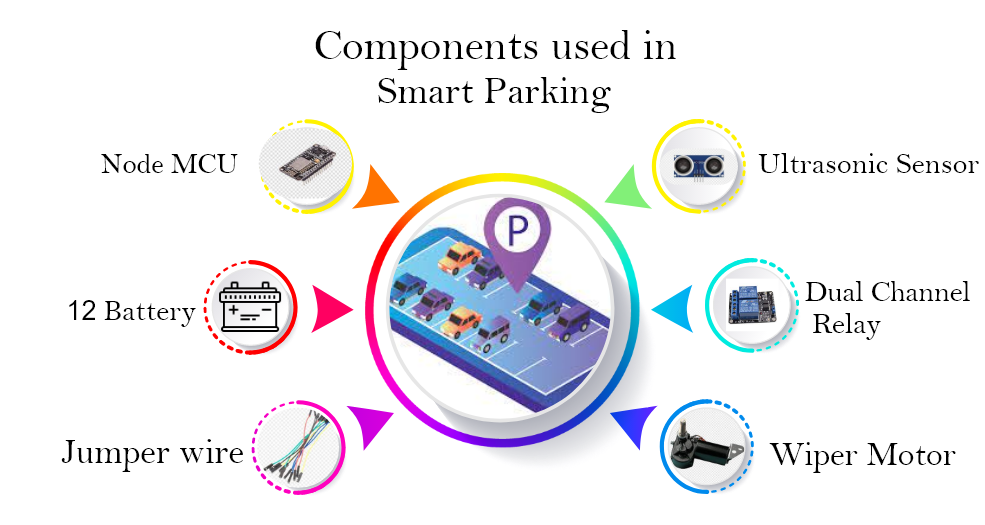 Components used in
Smart Parking
Node MCU
Ultrasonic Sensor
P
12 Battery
Dual Channel
Relay
Jumper wire
Wiper Motor